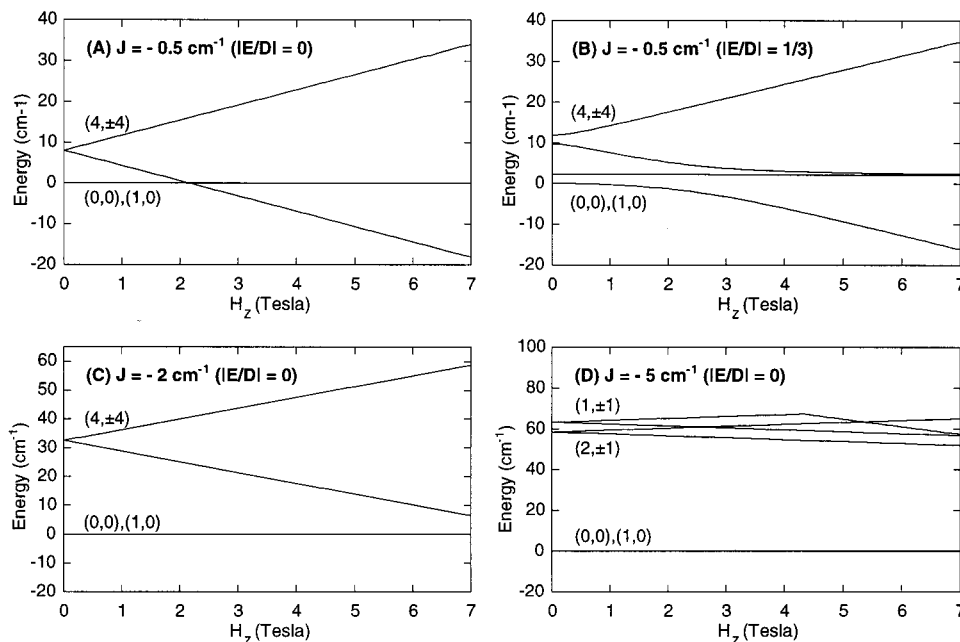 (A) J = - 0.5 cm⁻¹ (|E/D| = 0)
40
30
20
10
0
-10
-20
Energy (cm-1)
(4,±4)
(0,0),(1,0)
0 1 2 3 4 5 6 7
H_z (Tesla)
(B) J = - 0.5 cm⁻¹ (|E/D| = 1/3)
40
30
20
10
0
-10
-20
Energy (cm-1)
(4,±4)
(0,0),(1,0)
0 1 2 3 4 5 6 7
H_z (Tesla)
(C) J = - 2 cm⁻¹ (|E/D| = 0)
60
50
40
30
20
10
0
-10
-20
Energy (cm⁻¹)
(4,±4)
(0,0),(1,0)
0 1 2 3 4 5 6 7
H_z (Tesla)
(D) J = - 5 cm⁻¹ (|E/D| = 0)
100
80
60
40
20
0
-20
Energy (cm⁻¹)
(1,±1)
(2,±1)
(0,0),(1,0)
0 1 2 3 4 5 6 7
H_z (Tesla)